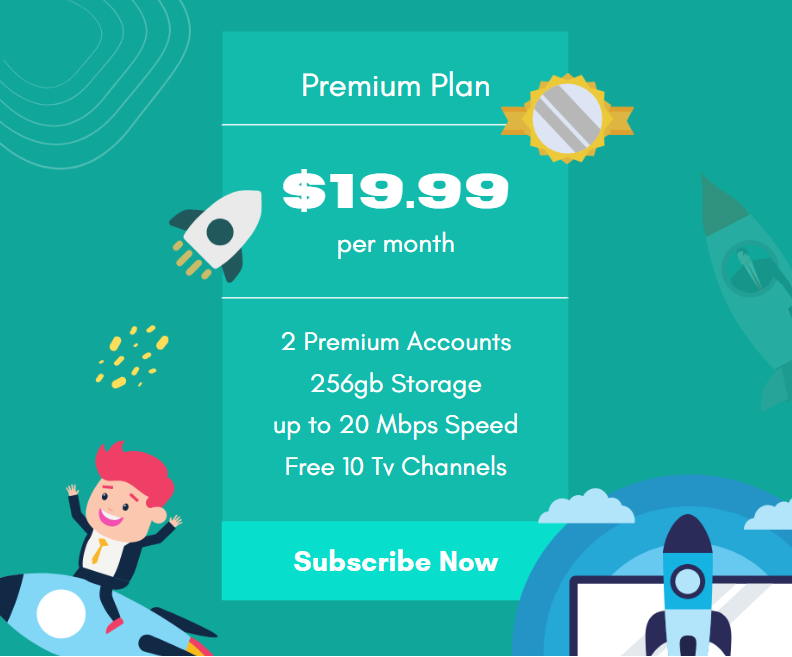 Premium Plan
$19.99
per month
2 Premium Accounts
256gb Storage
up to 20 Mbps Speed
Free 10 Tv Channels
Subscribe Now